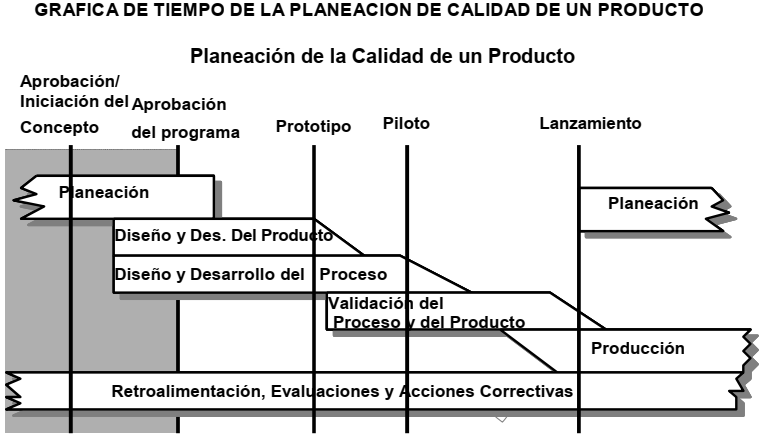 GRAFICA DE TIEMPO DE LA PLANEACION DE CALIDAD DE UN PRODUCTO
Planeación de la Calidad de un Producto
Aprobación/
Iniciación del
Concepto
Aprobación
del programa
Prototipo
Piloto
Lanzamiento
Planeación
Planeación
Diseño y Des. Del Producto
Diseño y Desarrollo del Proceso
Validación del
Proceso y del Producto
Producción
Retroalimentación, Evaluaciones y Acciones Correctivas